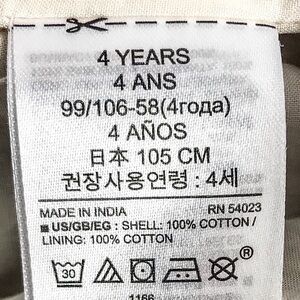 4 YEARS
4 ANS
99/106-58(4года)
4 AÑOS
日本 105 CM
권장사용연령 : 4세
MADE IN INDIA RN 54023
■ US/GB/EG : SHELL: 100% COTTON /
LINING: 100% COTTON
30
®
1166